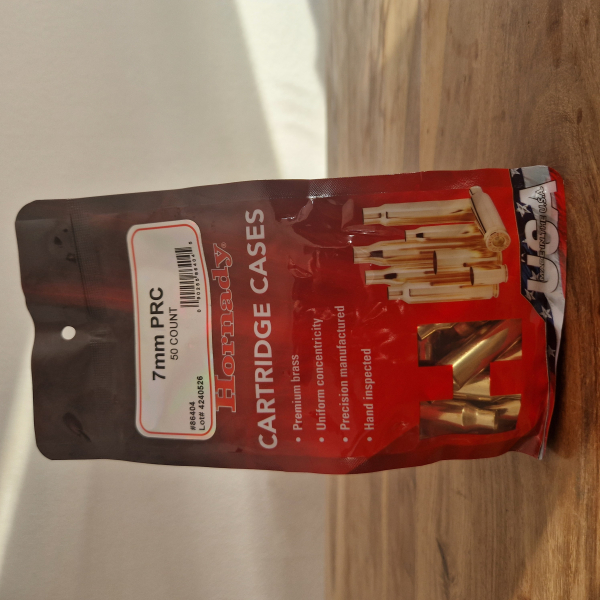 7mm PRC
50 COUNT
#86404
Lot# 4240526
Hornady®
CARTRIDGE CASES
• Premium brass
• Uniform concentricity
• Precision manufactured
• Hand inspected
USA